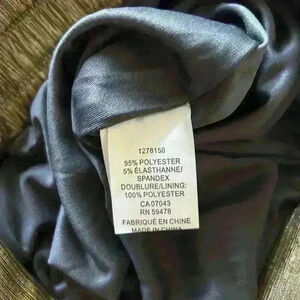 1278150
95% POLYESTER
5% ÉLASTHANNE/
SPANDEX
DOUBLURE/LINING:
100% POLYESTER
CA 07043
RN 59478
FABRIQUÉ EN CHINE
MADE IN CHINA